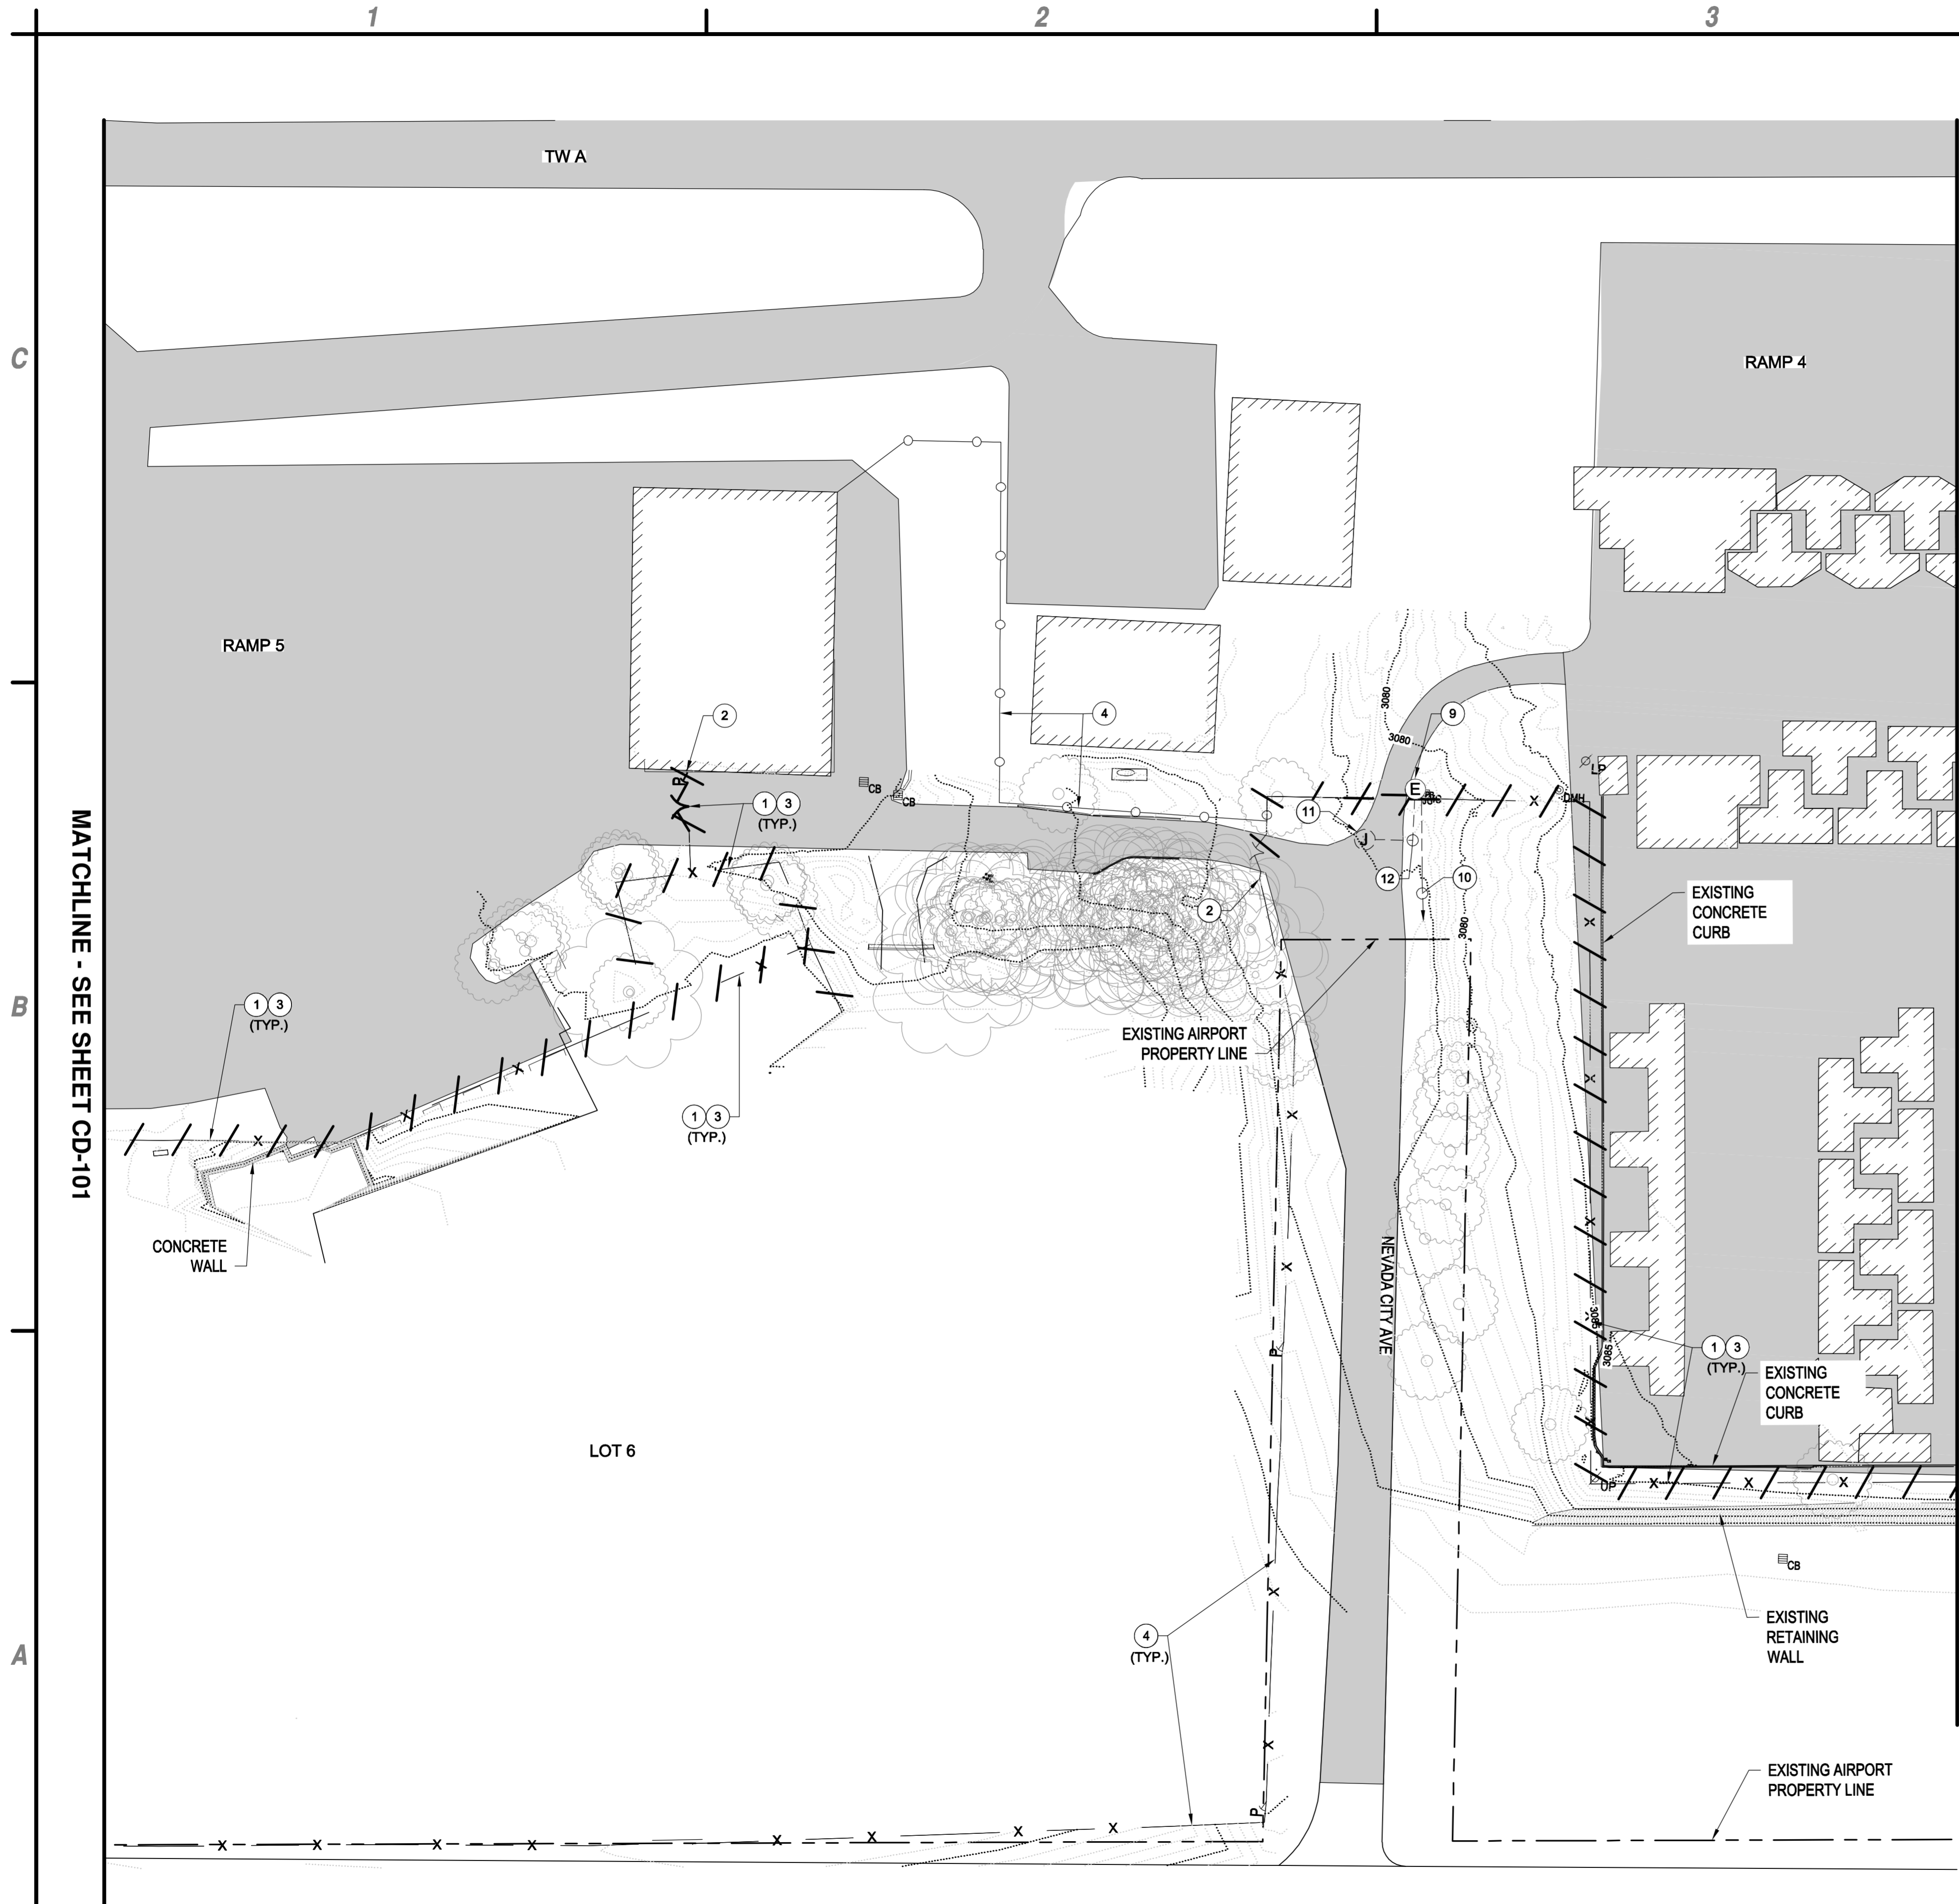 1
2
3
TW A
C
RAMP 4
RAMP 5
2
4
3080
9
3080
LP
CB
CB
E
DMH
P
1 3
(TYP.)
11
J
12
10
2
3080
EXISTING
CONCRETE
CURB
MATCHLINE - SEE SHEET CD-101
B
1 3
(TYP.)
EXISTING AIRPORT
PROPERTY LINE
1 3
(TYP.)
CONCRETE
WALL
NEVADA CITY AVE
3085
3085
P
1 3
(TYP.)
EXISTING
CONCRETE
CURB
LOT 6
UP
CB
EXISTING
RETAINING
WALL
A
4
(TYP.)
EXISTING AIRPORT
PROPERTY LINE
P